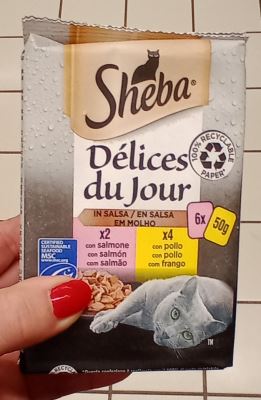 Sheba®
100% RECYCLABLE PAPER*
Délices
du Jour
IN SALSA / EN SALSA
EM MOLHO
6x 50g
x2
con salmone
con salmón
com salmão
x4
con pollo
con pollo
com frango
CERTIFIED
SUSTAINABLE
SEAFOOD
MSC
TM